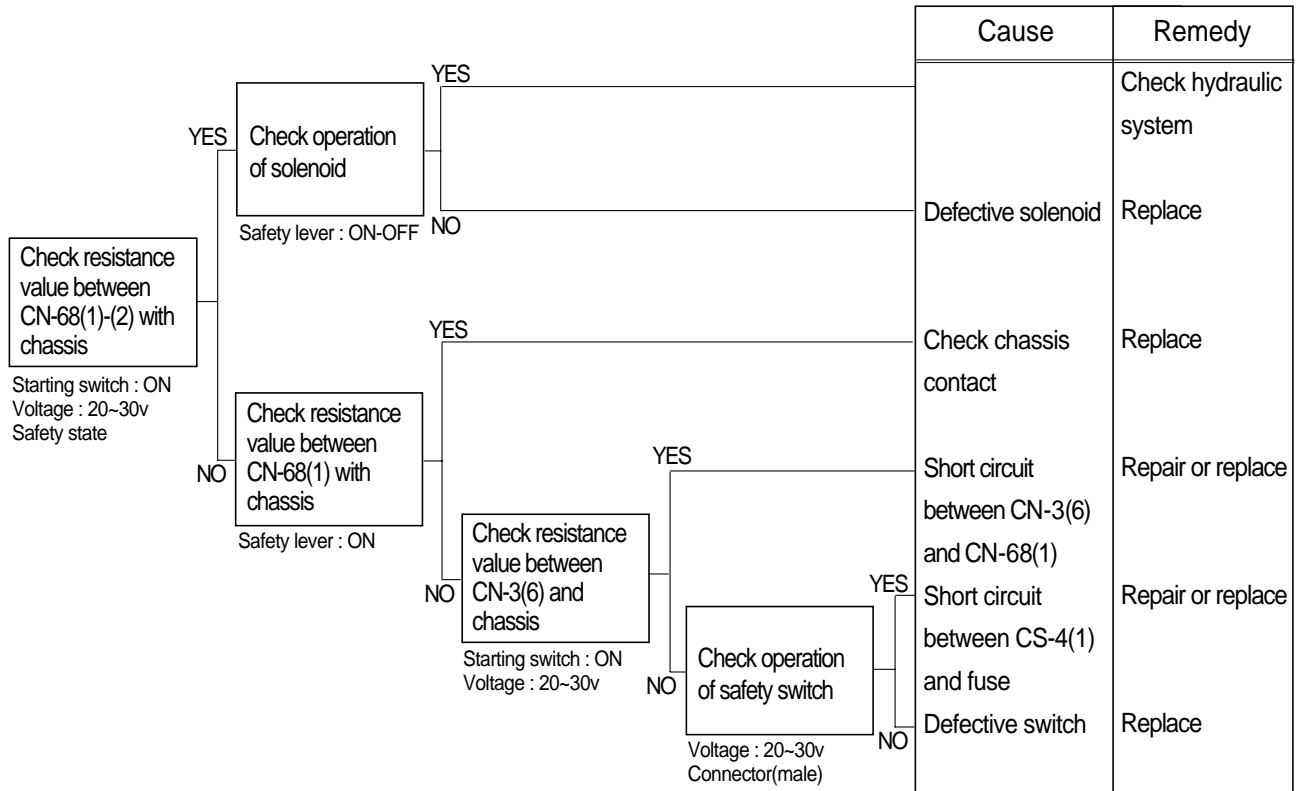 Cause
Remedy
YES
Check hydraulic
system
YES
Check operation
of solenoid
Safety lever : ON-OFF
NO
Defective solenoid
Replace
Check resistance
value between
CN-68(1)-(2) with
chassis
Starting switch : ON
Voltage : 20~30v
Safety state
YES
Check chassis
contact
Replace
NO
Check resistance
value between
CN-68(1) with
chassis
Safety lever : ON
YES
Short circuit
between CN-3(6)
and CN-68(1)
Repair or replace
NO
Check resistance
value between
CN-3(6) and
chassis
Starting switch : ON
Voltage : 20~30v
YES
Short circuit
between CS-4(1)
and fuse
Repair or replace
NO
Check operation
of safety switch
Voltage : 20~30v
Connector(male)
NO
Defective switch
Replace